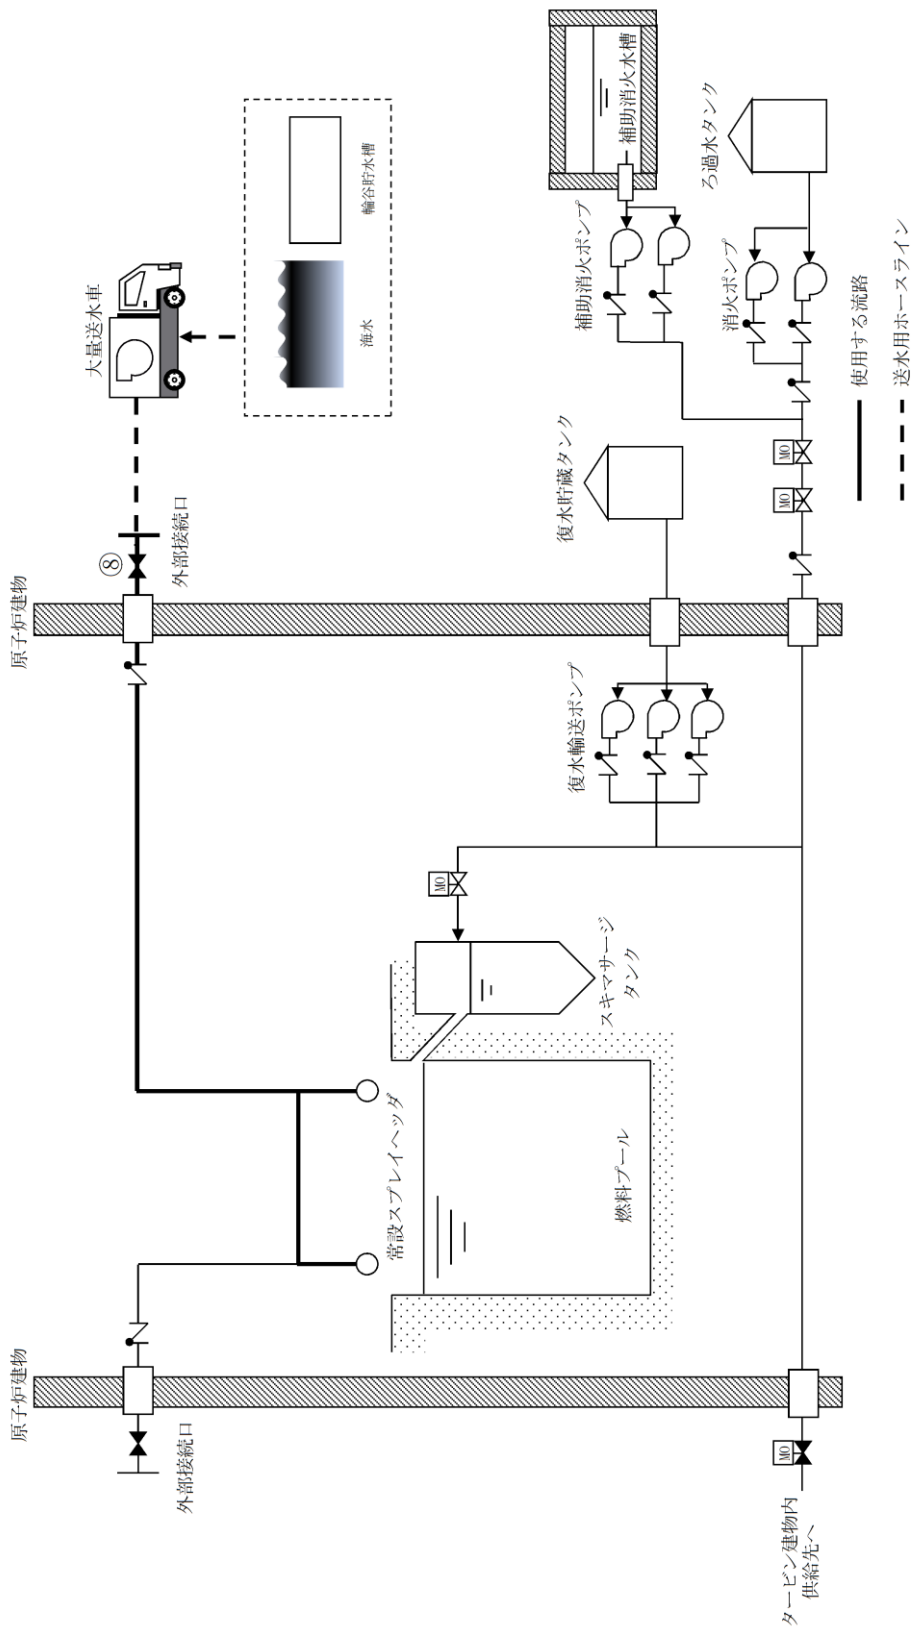 原子炉建物
外部接続口
タービン建物内
供給先へ
MO
常設スプレイヘッダ
燃料プール
スキマサージ
タンク
MO
復水輸送ポンプ
原子炉建物
⑧
外部接続口
大量送水車
海水
輪谷貯水槽
復水貯蔵タンク
MO
MO
補助消火ポンプ
補助消火水槽
消火ポンプ
ろ過水タンク
使用する流路
送水用ホースライン